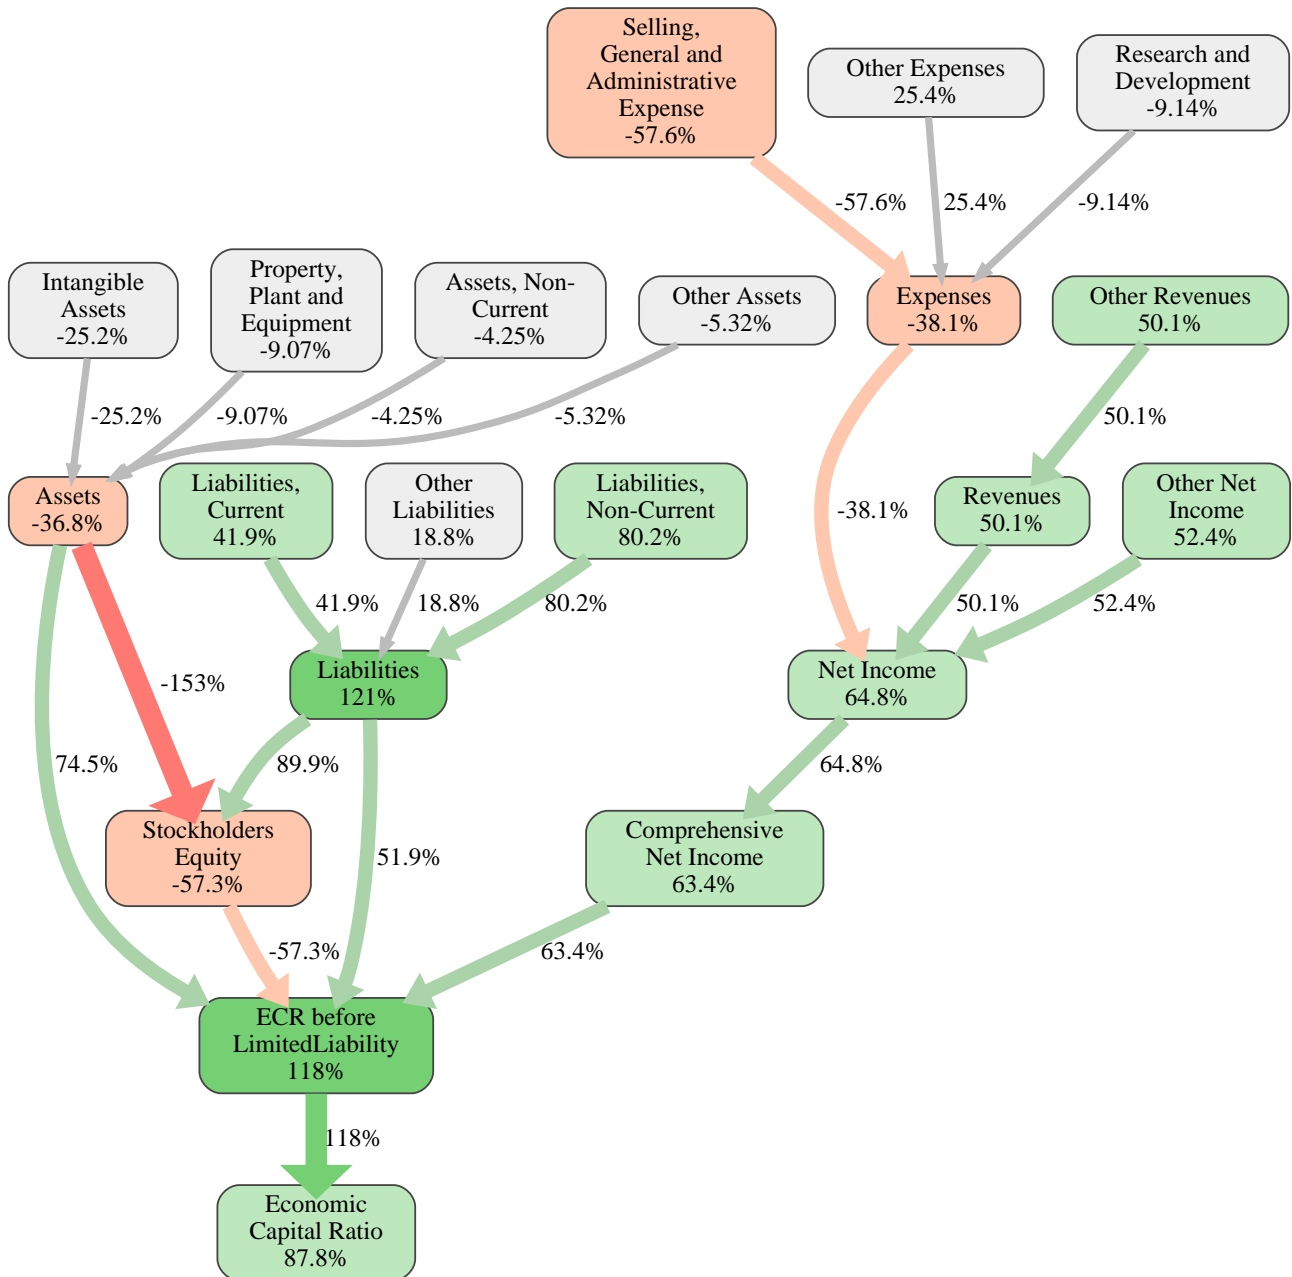 Selling,
General and
Administrative
Expense
-57.6%
Other Expenses
25.4%
Research and
Development
-9.14%
-57.6%
25.4%
-9.14%
Intangible
Assets
-25.2%
Property,
Plant and
Equipment
-9.07%
Assets, Non-
Current
-4.25%
Other Assets
-5.32%
Expenses
-38.1%
Other Revenues
50.1%
-25.2%
-9.07%
-4.25%
-5.32%
50.1%
Assets
-36.8%
Liabilities,
Current
41.9%
Other
Liabilities
18.8%
Liabilities,
Non-Current
80.2%
-38.1%
Revenues
50.1%
Other Net
Income
52.4%
41.9%
18.8%
80.2%
50.1%
52.4%
-153%
Liabilities
121%
Net Income
64.8%
74.5%
89.9%
64.8%
Stockholders
Equity
-57.3%
51.9%
Comprehensive
Net Income
63.4%
-57.3%
63.4%
ECR before
LimitedLiability
118%
118%
Economic
Capital Ratio
87.8%